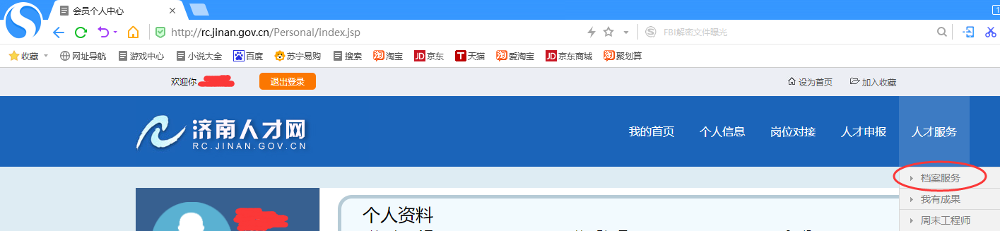 会员个人中心
http://rc.jinan.gov.cn/Personal/index.jsp FBI解密文件曝光
收藏 网址导航 游戏中心 小说大全 百度 苏宁易购 搜索 淘宝 JD 京东 T 天猫 淘 爱淘宝 JD 京东商城 淘 聚划算
欢迎你 退出登录 设为首页 加入收藏
济南人才网
RC.JINAN.GOV.CN
我的首页 个人信息 岗位对接 人才申报 人才服务
档案服务
我有成果
个人资料
周末工程师